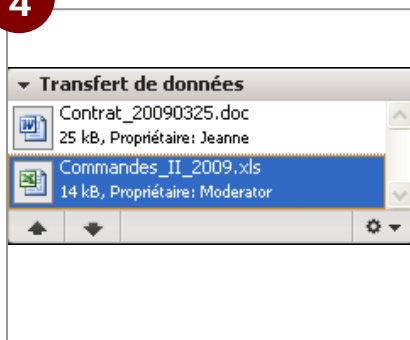 4
Transfert de données
Contrat_20090325.doc
25 kB, Propriétaire: Jeanne
Commandes_II_2009.xls
14 kB, Propriétaire: Moderator